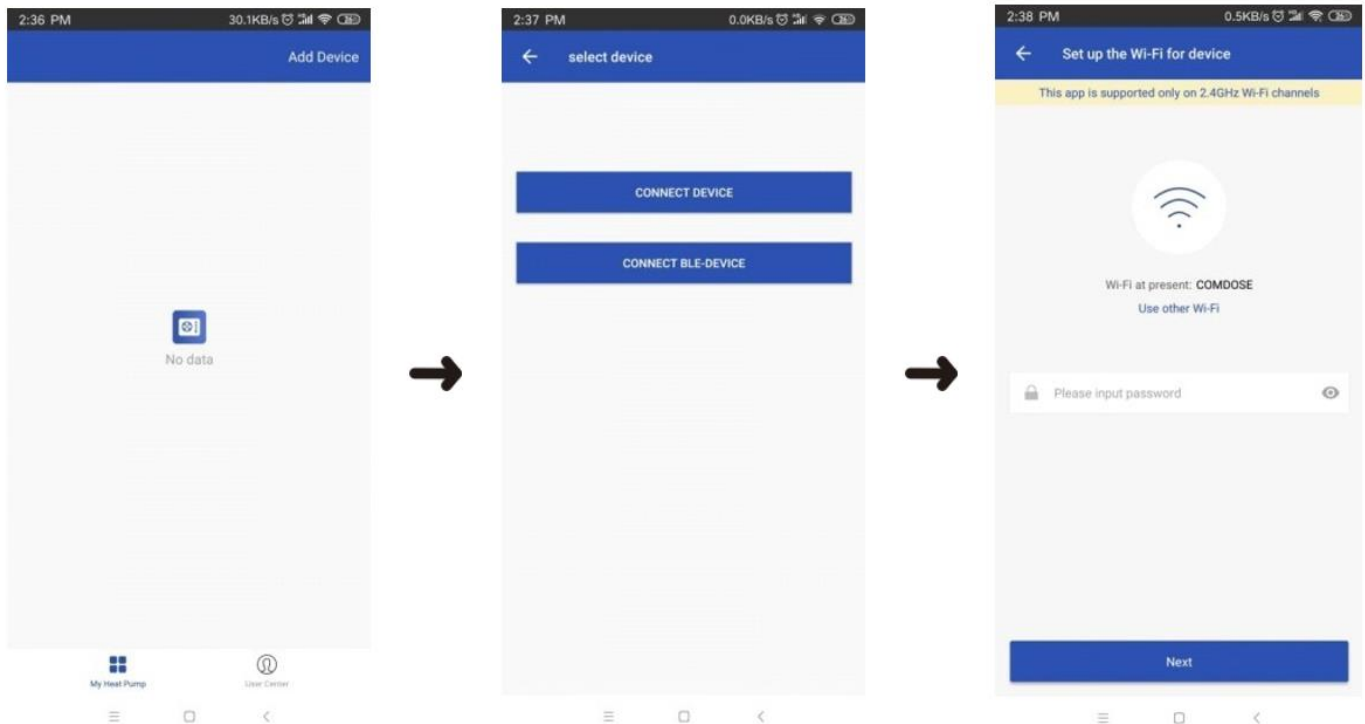 2:36 PM
30.1KB/s
Add Device
No data
My Heat Pump
User Center
2:37 PM
0.0KB/s
select device
CONNECT DEVICE
CONNECT BLE-DEVICE
2:38 PM
0.5KB/s
Set up the Wi-Fi for device
This app is supported only on 2.4GHz Wi-Fi channels
Wi-Fi at present: COMDOSE
Use other Wi-Fi
Please input password
Next